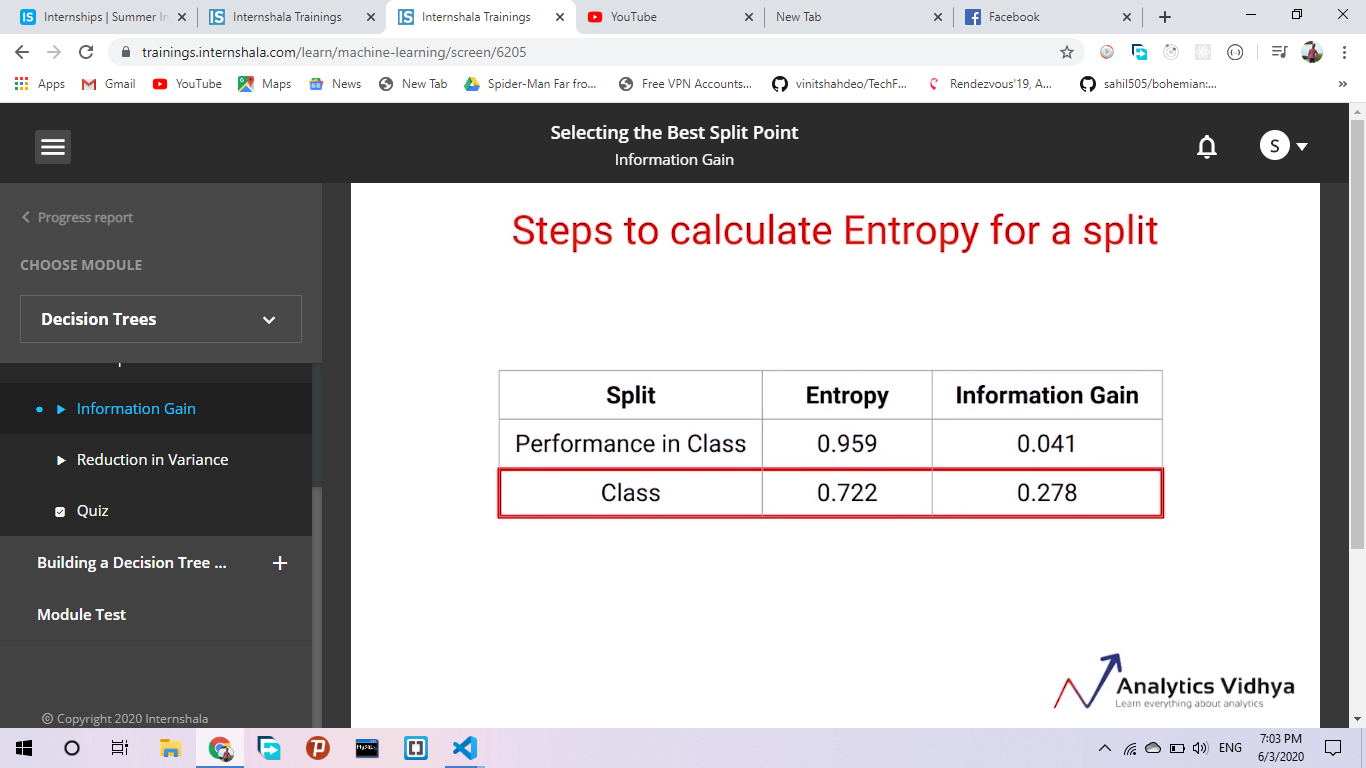 Internships | Summer In
Internshala Trainings
Internshala Trainings
YouTube
New Tab
Facebook
trainings.internshala.com/learn/machine-learning/screen/6205
Apps
Gmail
YouTube
Maps
News
New Tab
Spider-Man Far fro...
Free VPN Accounts...
vinitshahdeo/TechF...
Rendezvous'19, A...
sahil505/bohemian:...
»
Selecting the Best Split Point
Information Gain
S
Progress report
CHOOSE MODULE
Decision Trees
Information Gain
Reduction in Variance
Quiz
Building a Decision Tree ...
Module Test
© Copyright 2020 Internshala
Steps to calculate Entropy for a split
Split Entropy Information Gain
Performance in Class 0.959 0.041
Class 0.722 0.278
Analytics Vidhya
Learn everything about analytics
MySQL
ENG
7:03 PM
6/3/2020